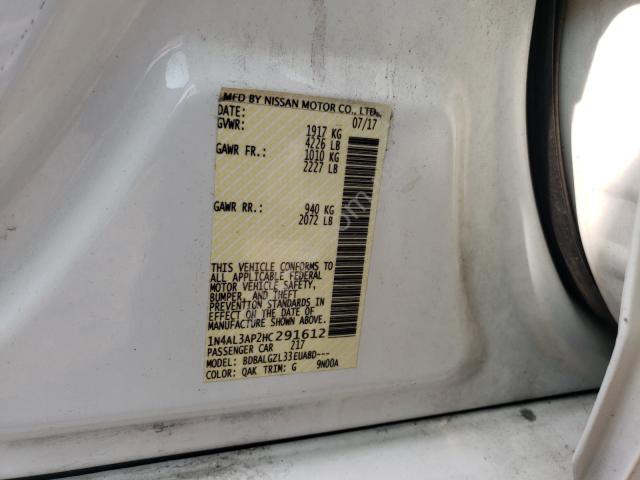 MFD BY NISSAN MOTOR CO., LTD.
DATE: 07/17
GVWR: 1917 KG
4226 LB
GAWR FR.: 1010 KG
2227 LB
GAWR RR.: 940 KG
2072 LB
THIS VEHICLE CONFORMS TO
ALL APPLICABLE FEDERAL
MOTOR VEHICLE SAFETY,
BUMPER, AND THEFT
PREVENTION STANDARDS
IN EFFECT ON THE DATE OF
MANUFACTURE SHOWN ABOVE.
1N4AL3AP2HC291612
PASSENGER CAR 217
MODEL: BDBALGZL33EUABD---
COLOR: QAK TRIM: G 9N00A